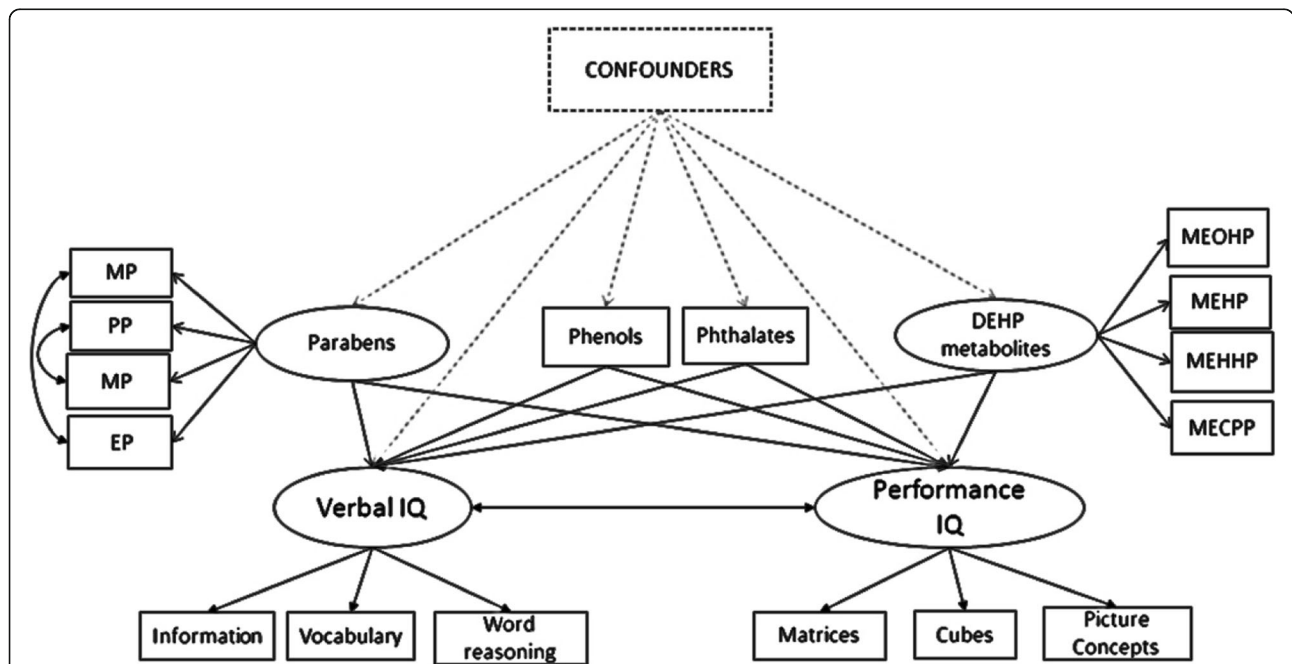 CONFOUNDERS
MP
PP
MP
EP
Parabens
Phenols
Phthalates
DEHP
metabolites
MEOHP
MEHP
MEHHP
MECPP
Verbal IQ
Performance
IQ
Information
Vocabulary
Word
reasoning
Matrices
Cubes
Picture
Concepts